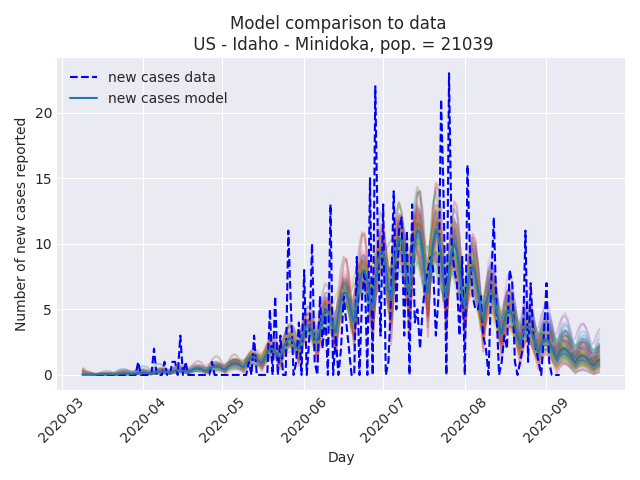 Model comparison to data
US - Idaho - Minidoka, pop. = 21039
new cases data
new cases model
Number of new cases reported
20
15
10
5
0
2020-03
2020-04
2020-05
2020-06
2020-07
2020-08
2020-09
Day